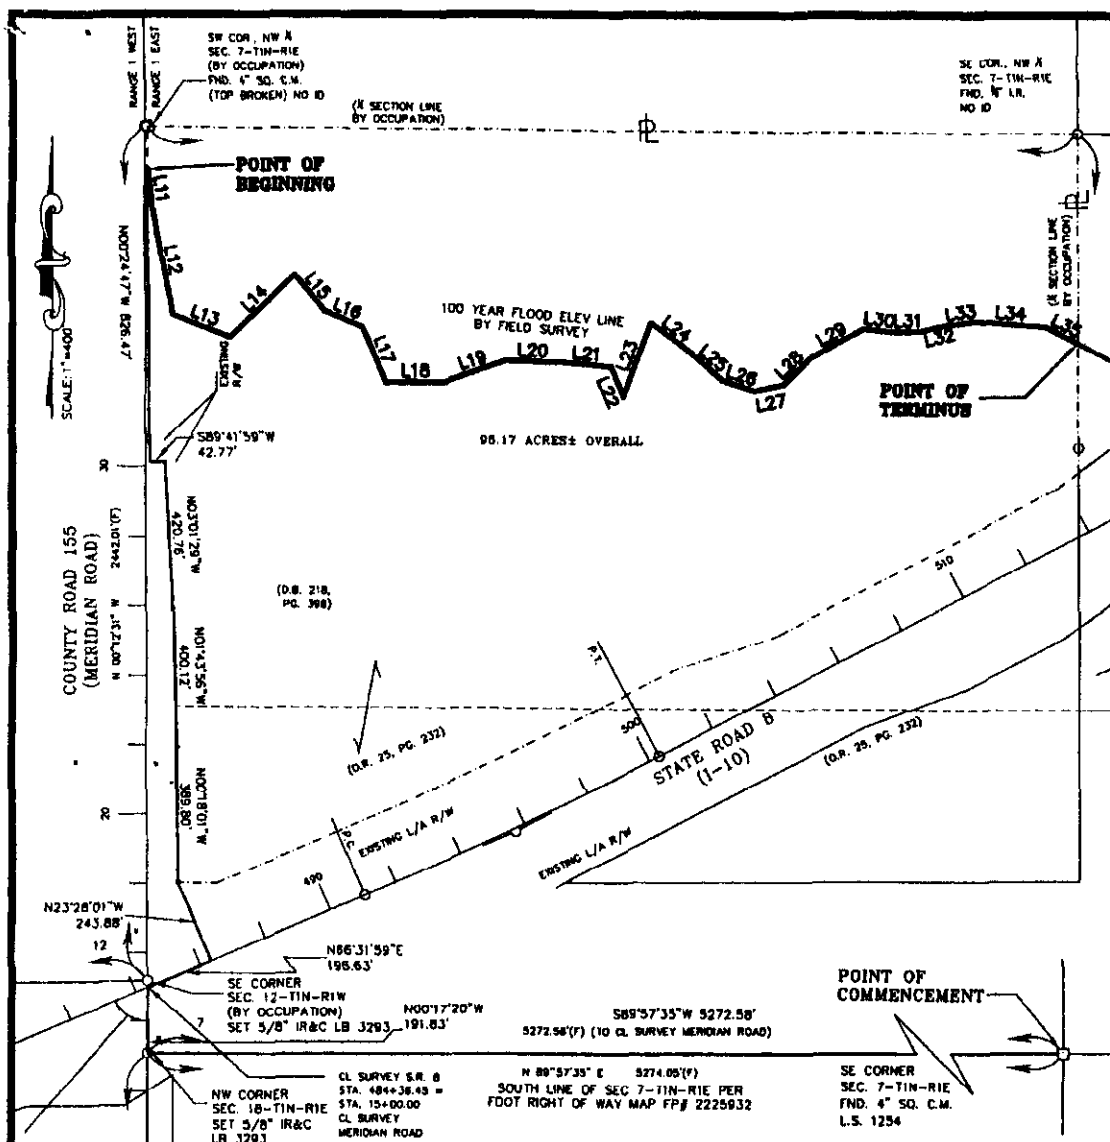 RANGE 1 WEST
RANGE 1 EAST
SW COR., NW ¼
SEC. 7-T1N-R1E
(BY OCCUPATION)
FND. 4" SQ. C.M.
(TOP BROKEN) NO ID
(¼ SECTION LINE
BY OCCUPATION)
SE COR., NW ¼
SEC. 7-T1N-R1E
FND. I.R.
NO ID
POINT OF
BEGINNING
(¼ SECTION LINE
BY OCCUPATION)
SCALE: 1"=400'
N00°24'47"W 826.47'
L11
L12
L13
L14
L15
L16
L17
L18
L19
L20
L21
L22
L23
L24
L25
L26
L27
L28
L29
L30
L31
L32
L33
L34
L35
100 YEAR FLOOD ELEV LINE
BY FIELD SURVEY
EXISTING
R/W
POINT OF
TERMINUS
S89°41'59"W
42.77'
95.17 ACRES± OVERALL
30
COUNTY ROAD 155
(MERIDIAN ROAD)
N 00°12'31" W 2442.01'(F)
N03°01'29"W
420.76'
(D.B. 218,
PG. 398)
510
N01°43'56"W
400.12'
P.T.
500
(O.R. 25, PG. 232)
STATE ROAD 8
(I-10)
(O.R. 25, PG. 232)
20
N00°18'01"W
389.80'
P.C.
EXISTING L/A R/W
EXISTING L/A R/W
490
N23°28'01"W
243.88'
12
N66°31'59"E
195.63'
SE CORNER
SEC. 12-T1N-R1W
(BY OCCUPATION)
SET 5/8" IR&C LB 3293
7
N00°17'20"W
191.83'
S89°57'35"W 5272.58'
5272.58'(F) (TO CL SURVEY MERIDIAN ROAD)
POINT OF
COMMENCEMENT
NW CORNER
SEC. 18-T1N-R1E
SET 5/8" IR&C
LB 3293
CL SURVEY S.R. 8
STA. 484+36.45 =
STA. 15+00.00
CL SURVEY
MERIDIAN ROAD
N 89°57'35" E 5274.05'(F)
SOUTH LINE OF SEC 7-T1N-R1E PER
FDOT RIGHT OF WAY MAP FP# 2225932
SE CORNER
SEC. 7-T1N-R1E
FND. 4" SQ. C.M.
L.S. 1254